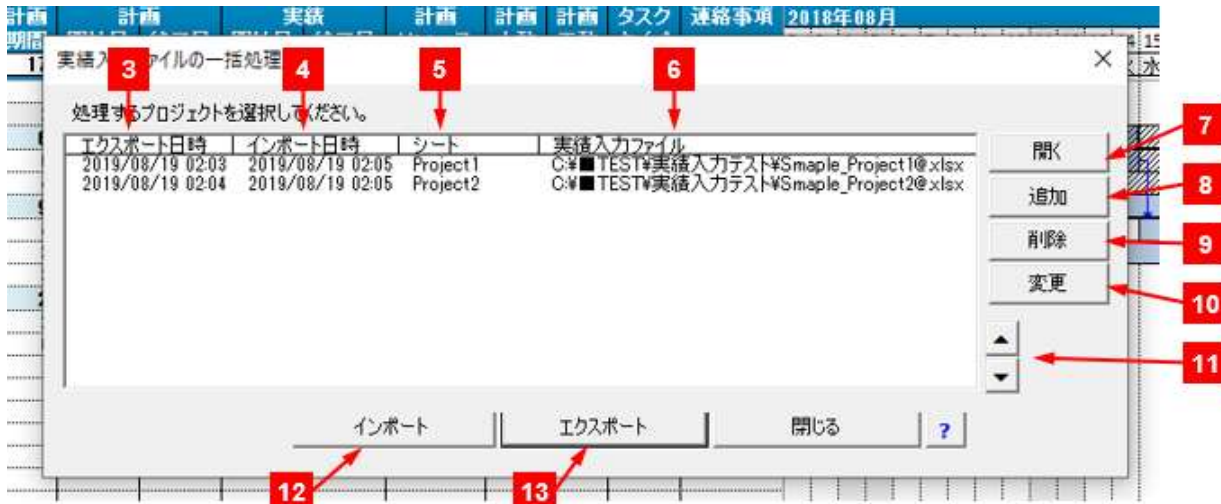 計画 計画 実績 計画 計画 計画 タスク 連絡事項 2018年08月
期間
17 4 15
実績入 ァイルの一括処理 水
3 4 5 6
処理するプロジェクトを選択してください。
エクスポート日時 インポート日時 シート 実績入力ファイル 開く 7
2019/08/19 02:03 2019/08/19 02:05 Project1 C:¥■TEST¥実績入力テスト¥Smaple_Project1@.xlsx
2019/08/19 02:04 2019/08/19 02:05 Project2 C:¥■TEST¥実績入力テスト¥Smaple_Project2@.xlsx
追加 8
削除 9
変更 10
▲ 11
▼
インポート エクスポート 閉じる ?
12 13